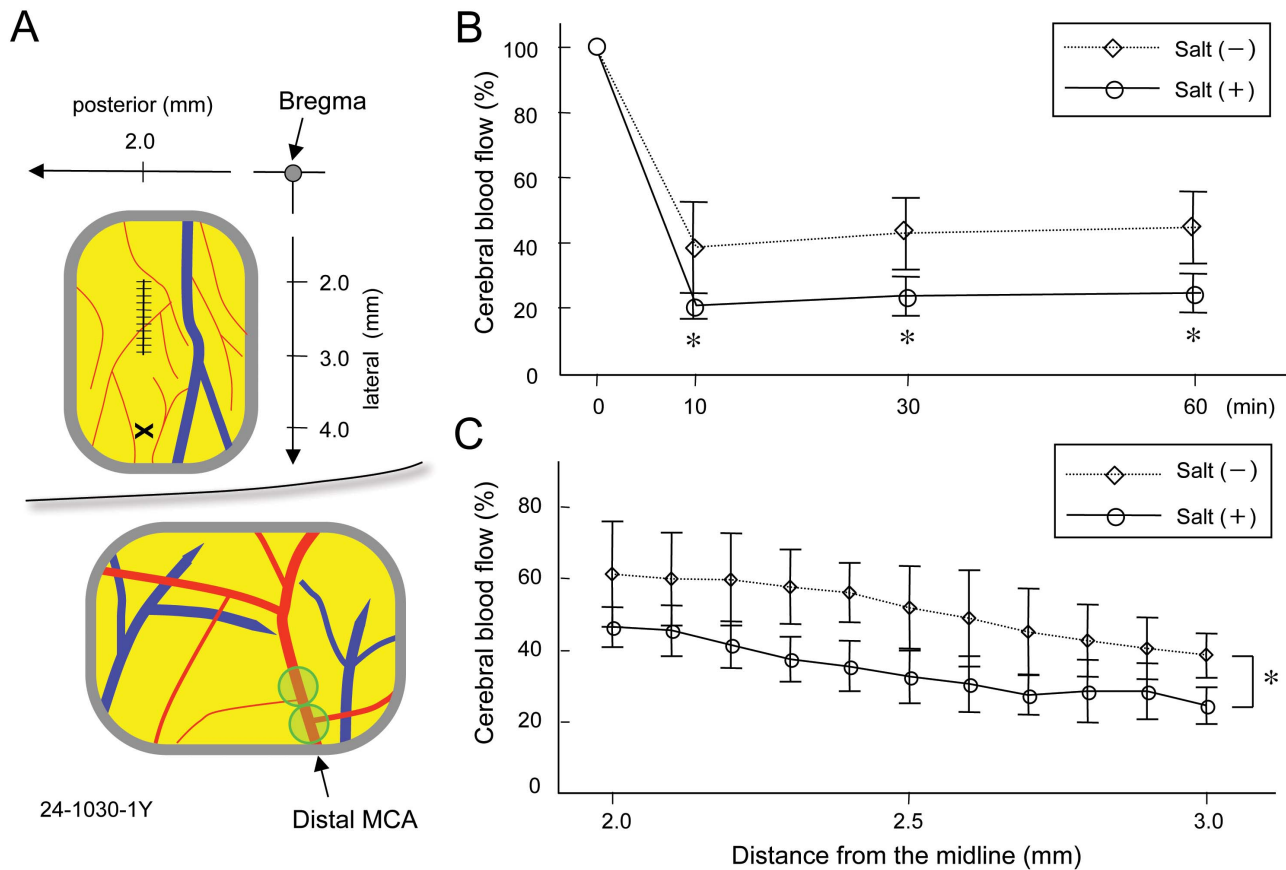 A
posterior (mm)
Bregma
2.0
2.0
3.0
4.0
lateral (mm)
X
24-1030-1Y
Distal MCA
B
Cerebral blood flow (%)
100
80
60
40
20
0
Salt (−)
Salt (+)
* * *
0 10 30 60 (min)
C
Cerebral blood flow (%)
80
60
40
20
0
Salt (−)
Salt (+)
*
2.0 2.5 3.0
Distance from the midline (mm)